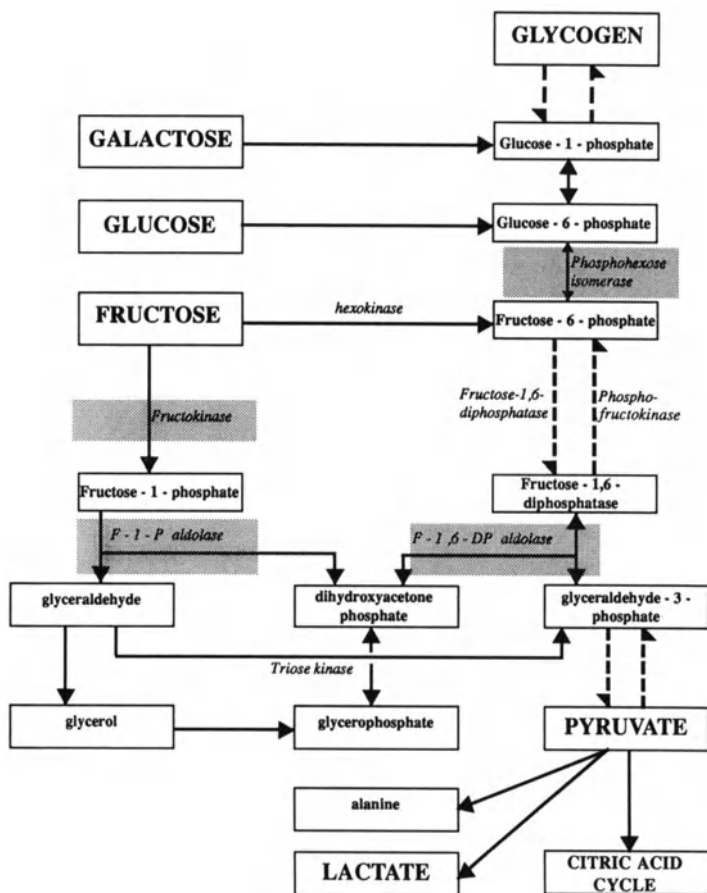 GLYCOGEN
GALACTOSE
Glucose - 1 - phosphate
GLUCOSE
Glucose - 6 - phosphate
Phosphohexose
isomerase
FRUCTOSE
hexokinase
Fructose - 6 - phosphate
Fructose-1,6-
diphosphatase
Phospho-
fructokinase
Fructokinase
Fructose - 1 - phosphate
Fructose - 1,6 -
diphosphatase
F - 1 - P aldolase
F - 1 ,6 - DP aldolase
glyceraldehyde
dihydroxyacetone
phosphate
glyceraldehyde - 3 -
phosphate
Triose kinase
glycerol
glycerophosphate
PYRUVATE
alanine
LACTATE
CITRIC ACID
CYCLE